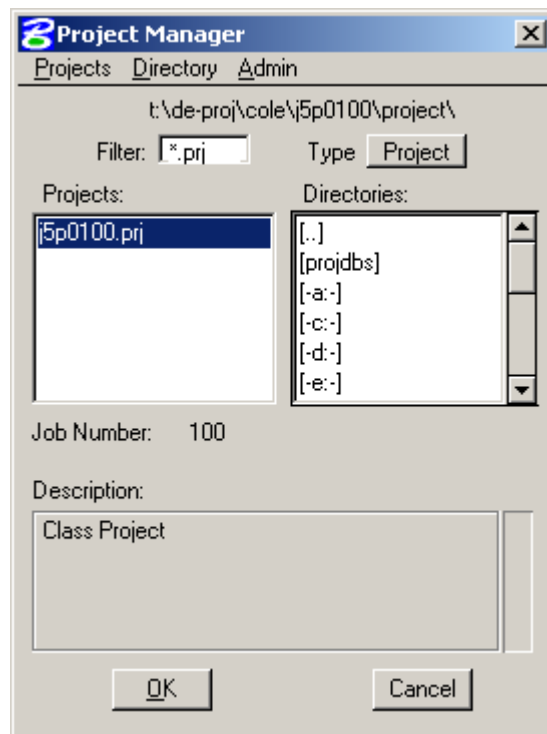 Project Manager
Projects Directory Admin
t:\de-proj\cole\j5p0100\project\
Filter: *.prj Type Project
Projects: Directories:
j5p0100.prj
[..]
[projdbs]
[-a:-]
[-c:-]
[-d:-]
[-e:-]
Job Number: 100
Description:
Class Project
OK Cancel